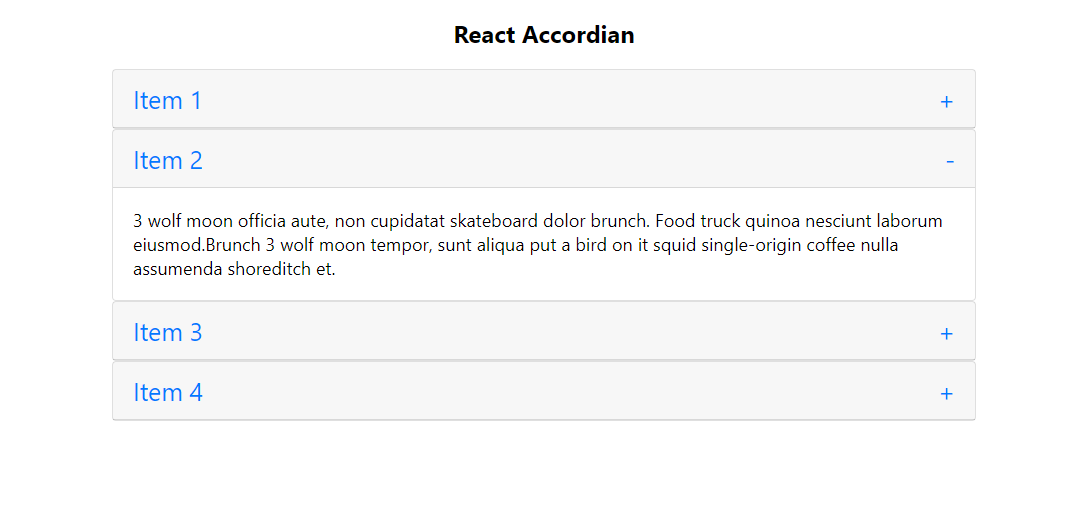 React Accordian
Item 1 +
Item 2 -
3 wolf moon officia aute, non cupidatat skateboard dolor brunch. Food truck quinoa nesciunt laborum
eiusmod.Brunch 3 wolf moon tempor, sunt aliqua put a bird on it squid single-origin coffee nulla
assumenda shoreditch et.
Item 3 +
Item 4 +